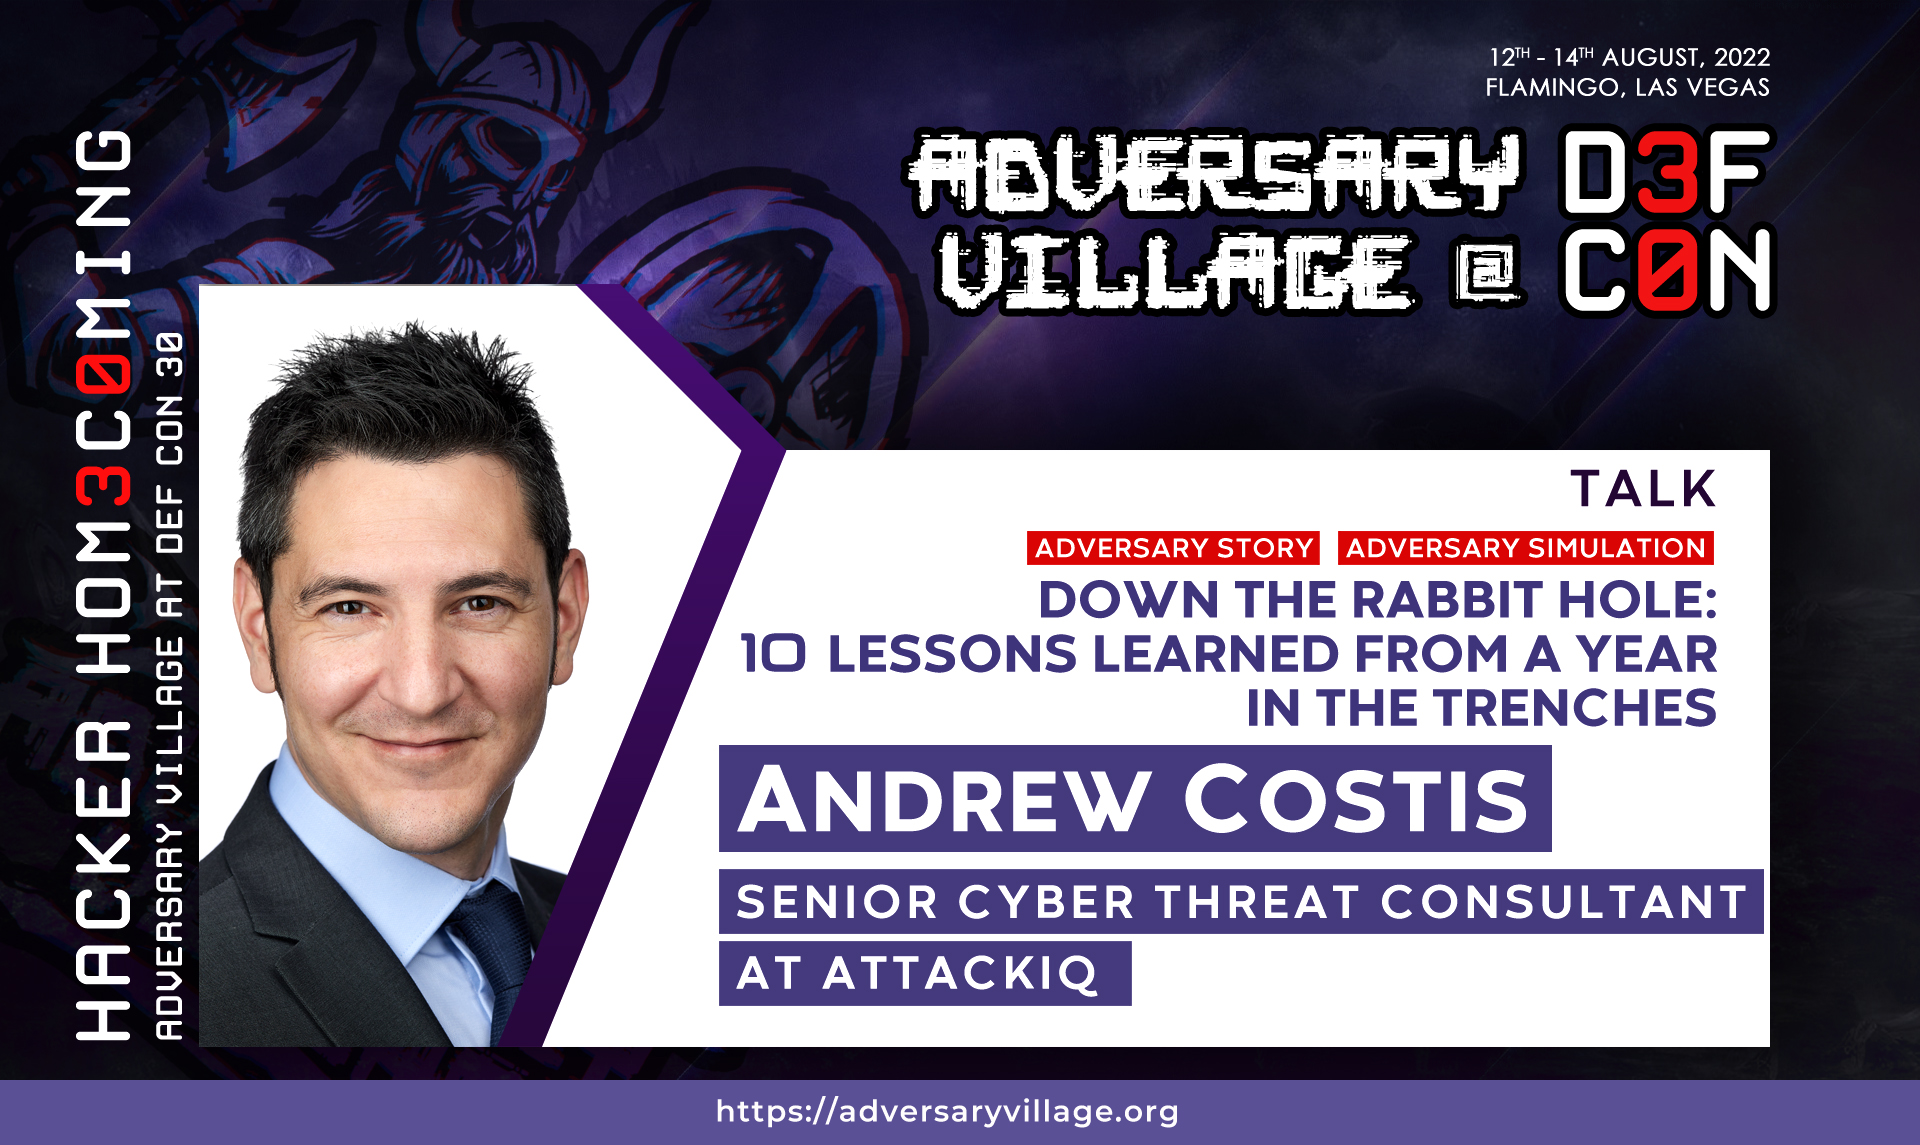 12TH - 14TH AUGUST, 2022
FLAMINGO, LAS VEGAS
ADVERSARY D3F
VILLAGE @ C0N
HACKER HOM3C0MING
ADVERSARY VILLAGE AT DEF CON 30
TALK
ADVERSARY STORY ADVERSARY SIMULATION
DOWN THE RABBIT HOLE:
10 LESSONS LEARNED FROM A YEAR
IN THE TRENCHES
ANDREW COSTIS
SENIOR CYBER THREAT CONSULTANT
AT ATTACKIQ
https://adversaryvillage.org